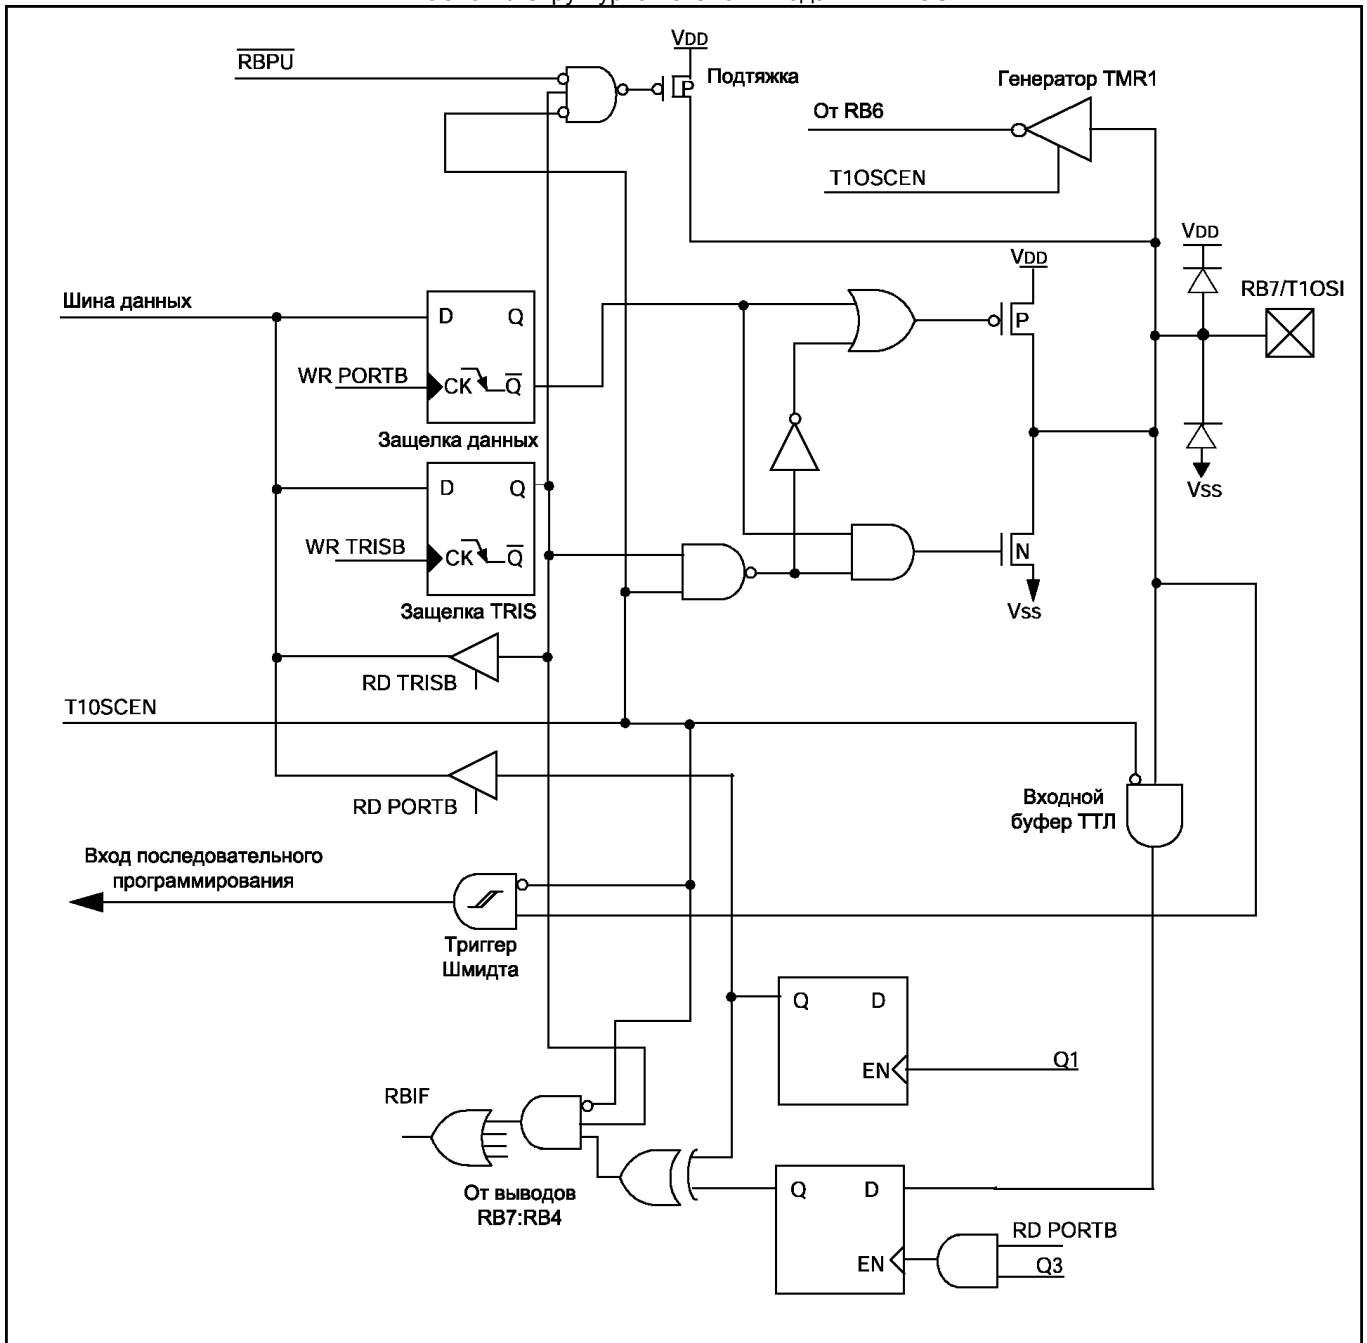 VDD
RBPU
Подтяжка
P
Генератор TMR1
От RB6
T1OSCEN
VDD
VDD
RB7/T1OSI
Шина данных
D Q
P
WR PORTB
CK Q
Защелка данных
D Q
Vss
WR TRISB
CK Q
N
Защелка TRIS
Vss
RD TRISB
T10SCEN
RD PORTB
Входной
буфер ТТЛ
Вход последовательного
программирования
Триггер
Шмидта
Q D
EN
Q1
RBIF
От выводов
RB7:RB4
Q D
RD PORTB
EN
Q3